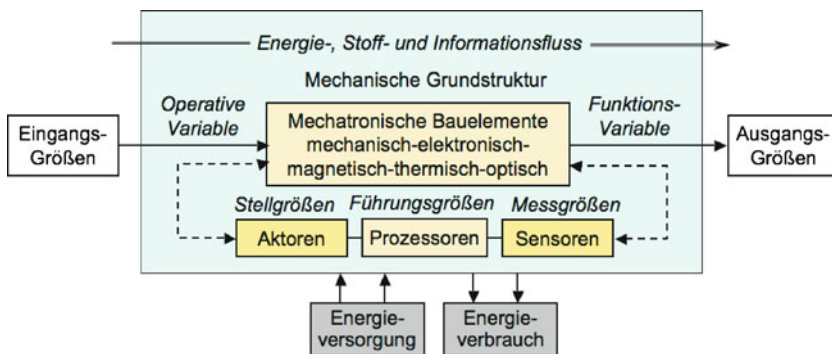 Energie-, Stoff- und Informationsfluss
Mechanische Grundstruktur
Eingangs-
Größen
Operative
Variable
Mechatronische Bauelemente
mechanisch-elektronisch-
magnetisch-thermisch-optisch
Funktions-
Variable
Ausgangs-
Größen
Stellgrößen
Führungsgrößen
Messgrößen
Aktoren
Prozessoren
Sensoren
Energie-
versorgung
Energie-
verbrauch